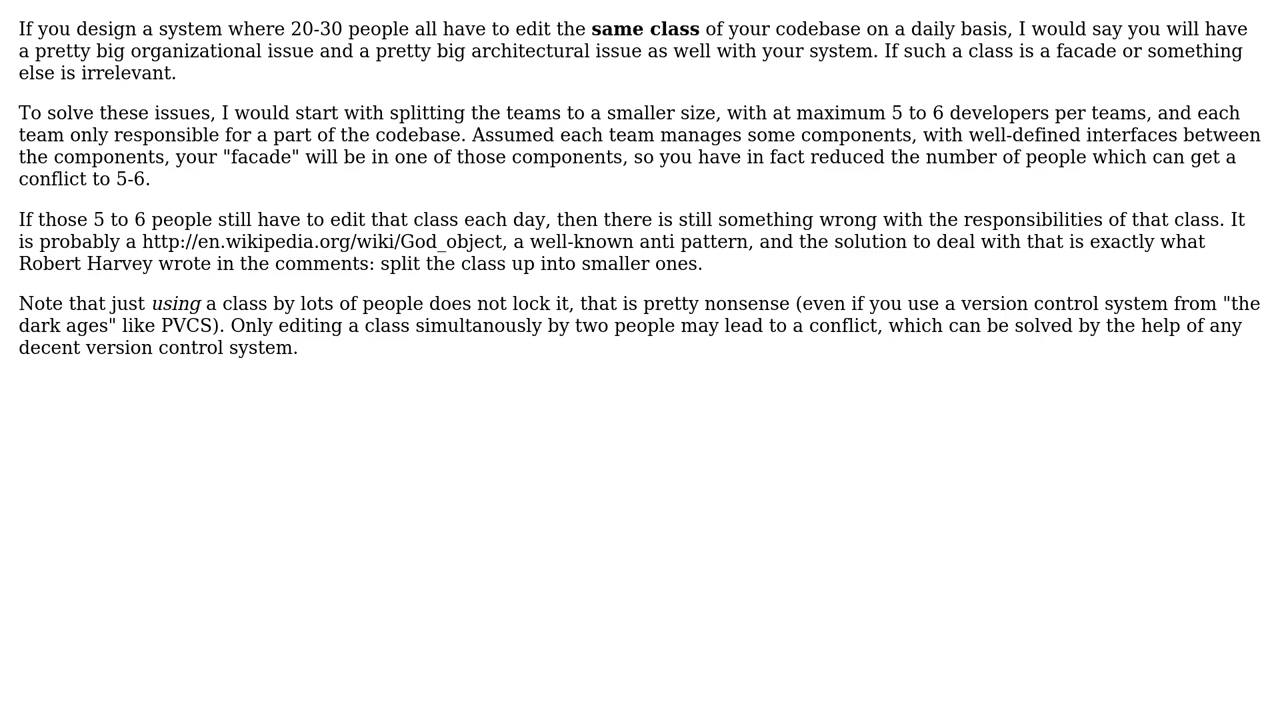 If you design a system where 20-30 people all have to edit the same class of your codebase on a daily basis, I would say you will have
a pretty big organizational issue and a pretty big architectural issue as well with your system. If such a class is a facade or something
else is irrelevant.
To solve these issues, I would start with splitting the teams to a smaller size, with at maximum 5 to 6 developers per teams, and each
team only responsible for a part of the codebase. Assumed each team manages some components, with well-defined interfaces between
the components, your "facade" will be in one of those components, so you have in fact reduced the number of people which can get a
conflict to 5-6.
If those 5 to 6 people still have to edit that class each day, then there is still something wrong with the responsibilities of that class. It
is probably a http://en.wikipedia.org/wiki/God_object, a well-known anti pattern, and the solution to deal with that is exactly what
Robert Harvey wrote in the comments: split the class up into smaller ones.
Note that just using a class by lots of people does not lock it, that is pretty nonsense (even if you use a version control system from "the
dark ages" like PVCS). Only editing a class simultanously by two people may lead to a conflict, which can be solved by the help of any
decent version control system.